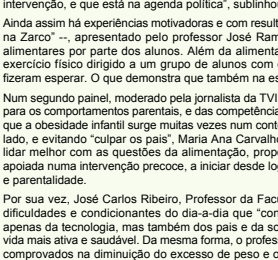 intervenção, e que está na agenda política”, sublinho
Ainda assim há experiências motivadoras e com result
na Zarco” --, apresentado pelo professor José Ram
alimentares por parte dos alunos. Além da alimenta
exercício físico dirigido a um grupo de alunos com
fizeram esperar. O que demonstra que também na es
Num segundo painel, moderado pela jornalista da TVI
para os comportamentos parentais, e das competência
que a obesidade infantil surge muitas vezes num cont
lado, e evitando “culpar os pais”, Maria Ana Carvalho
lidar melhor com as questões da alimentação, prop
apoiada numa intervenção precoce, a iniciar desde lo
e parentalidade.
Por sua vez, José Carlos Ribeiro, Professor da Facu
dificuldades e condicionantes do dia-a-dia que “con
apenas da tecnologia, mas também dos pais e da so
vida mais ativa e saudável. Da mesma forma, o profes
comprovados na diminuição do excesso de peso e o